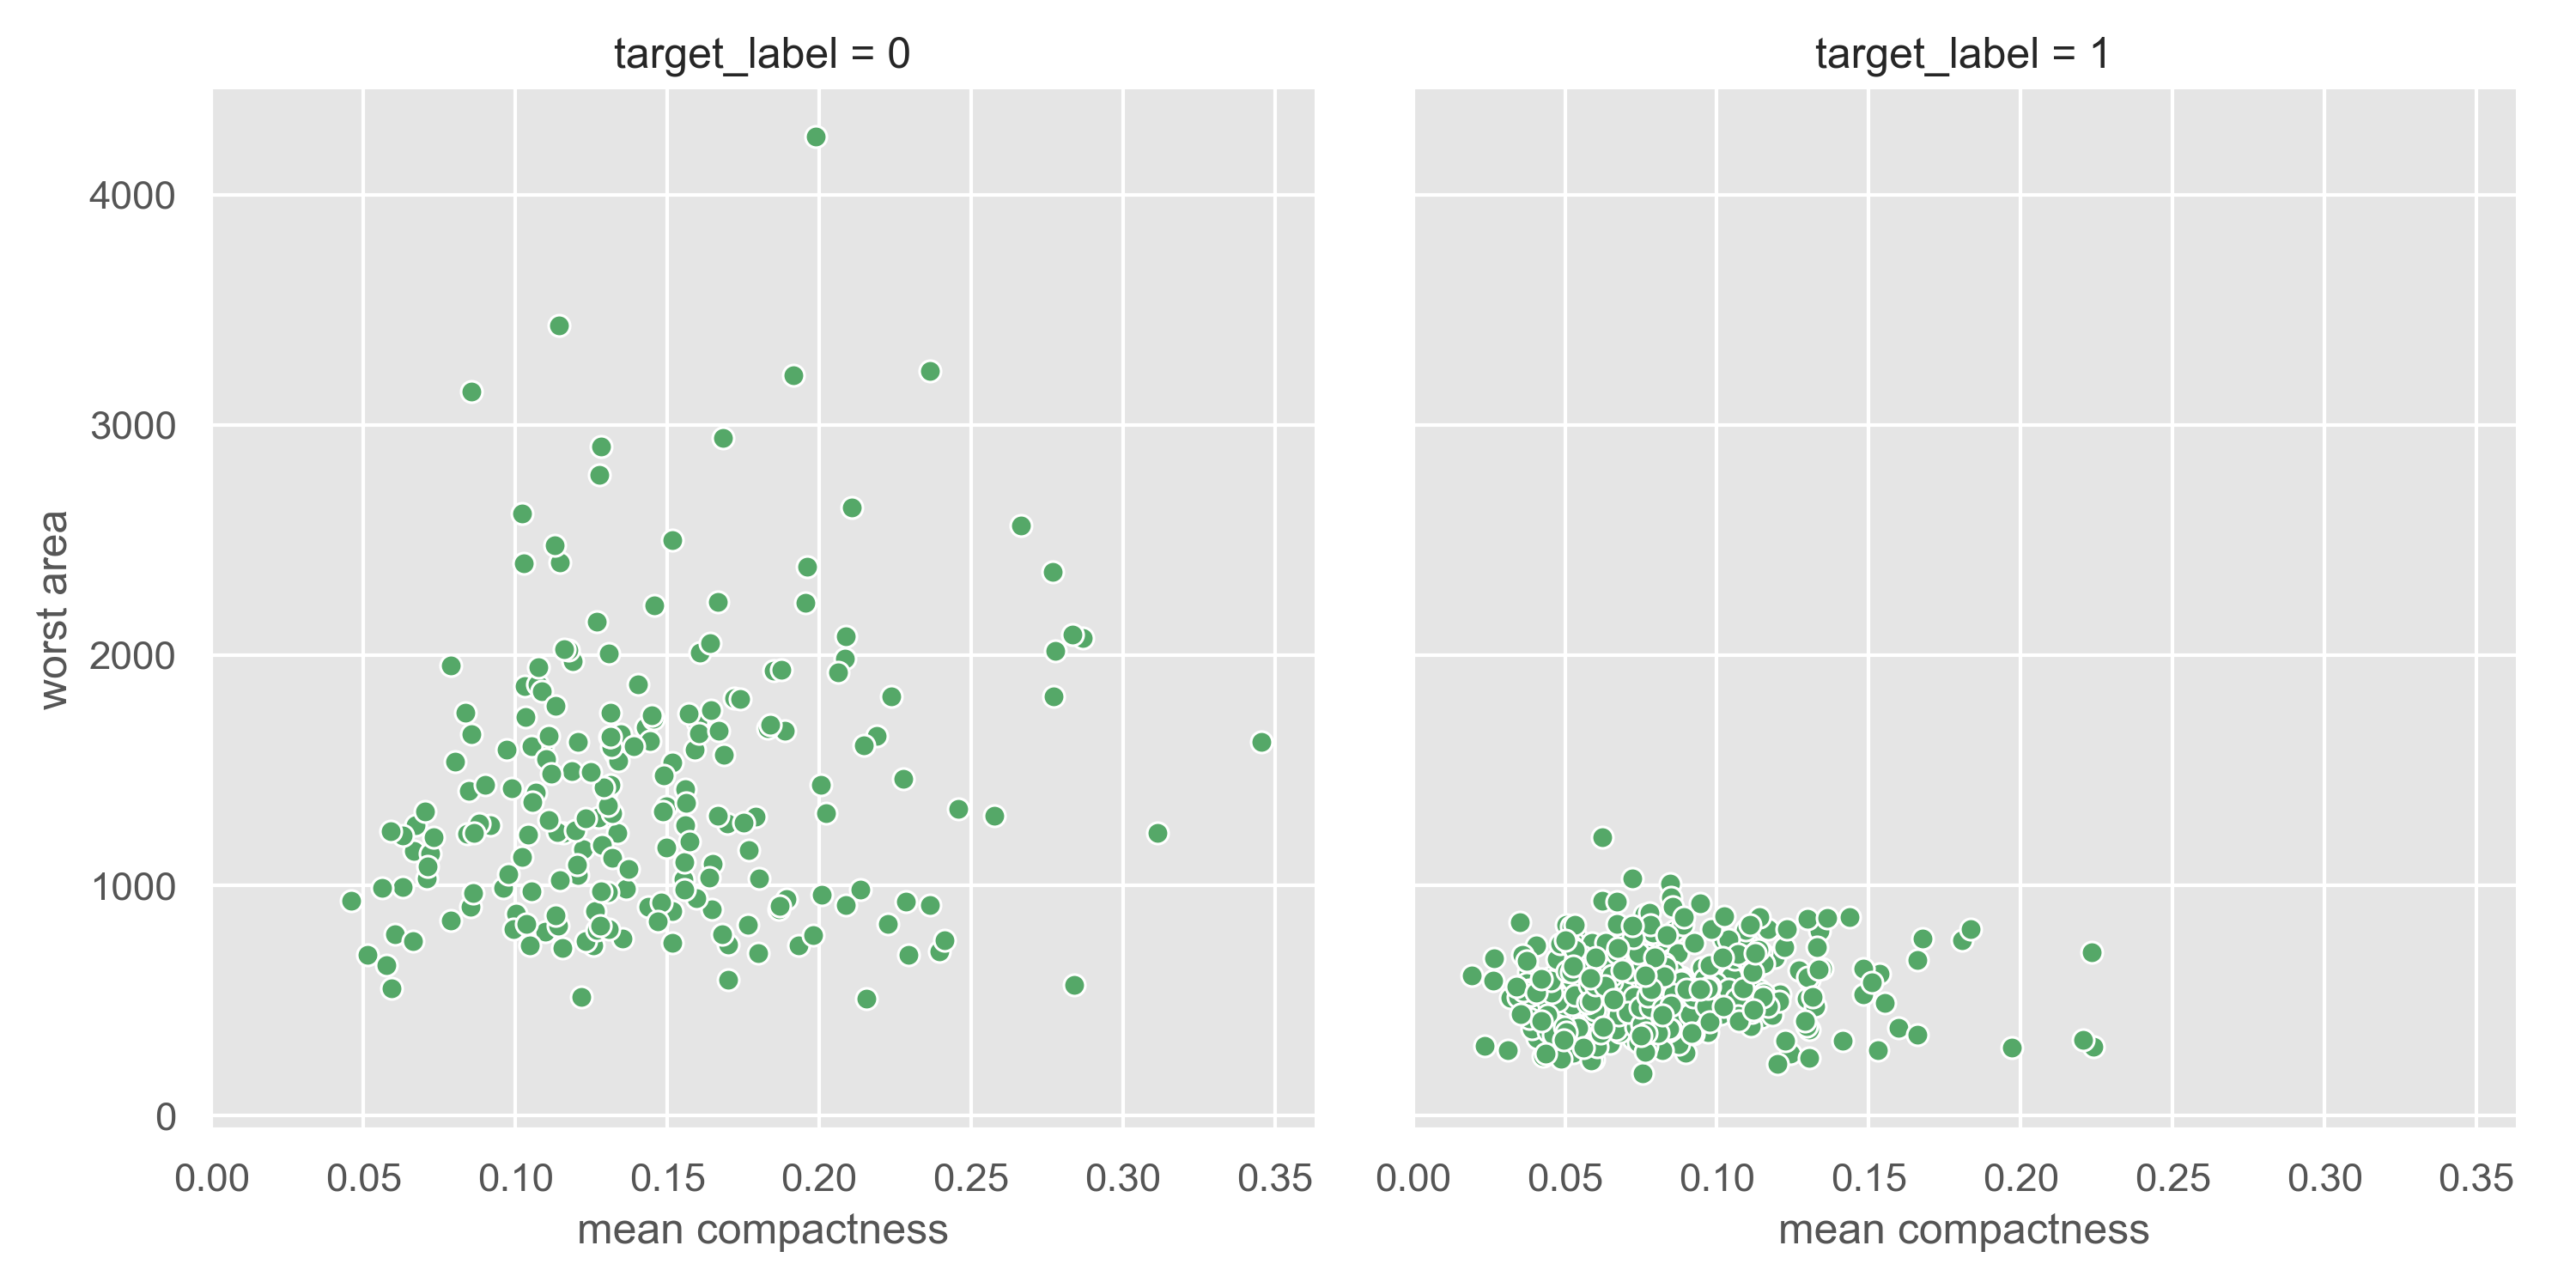 target_label = 0
target_label = 1
worst area
4000
3000
2000
1000
0
0.00 0.05 0.10 0.15 0.20 0.25 0.30 0.35
0.00 0.05 0.10 0.15 0.20 0.25 0.30 0.35
mean compactness
mean compactness